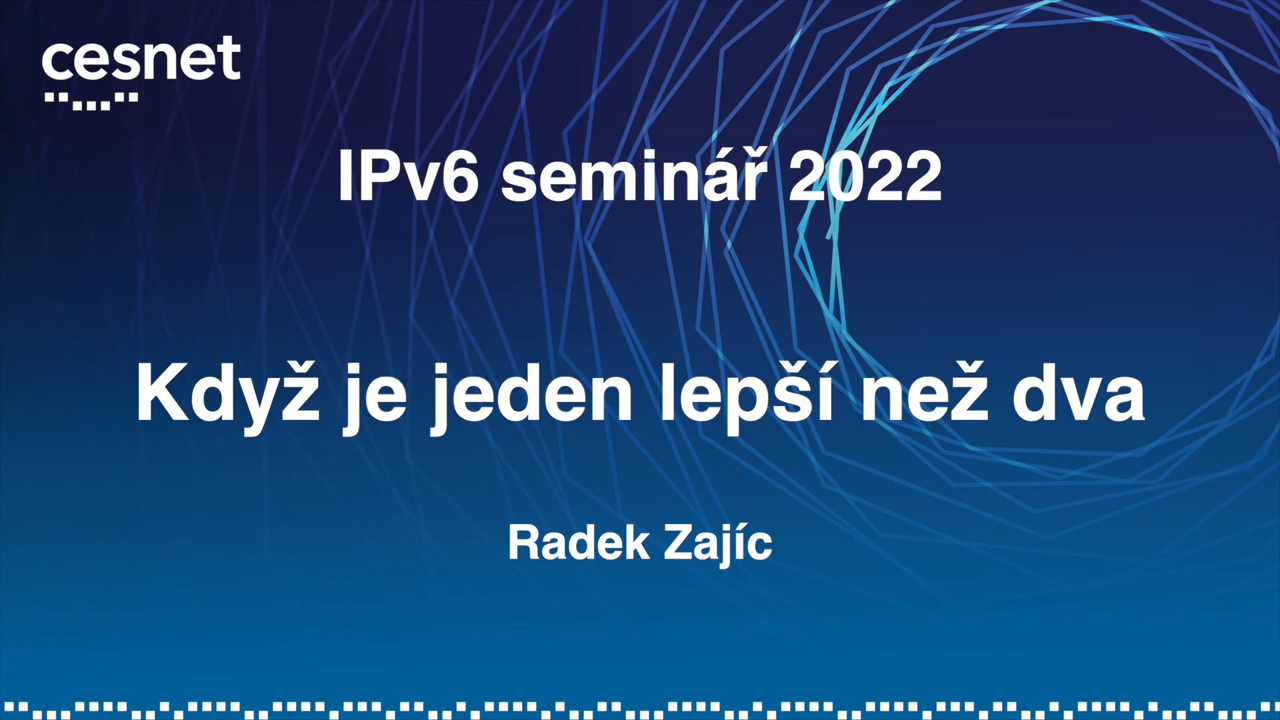 cesnet
IPv6 seminář 2022
Když je jeden lepší než dva
Radek Zajíc